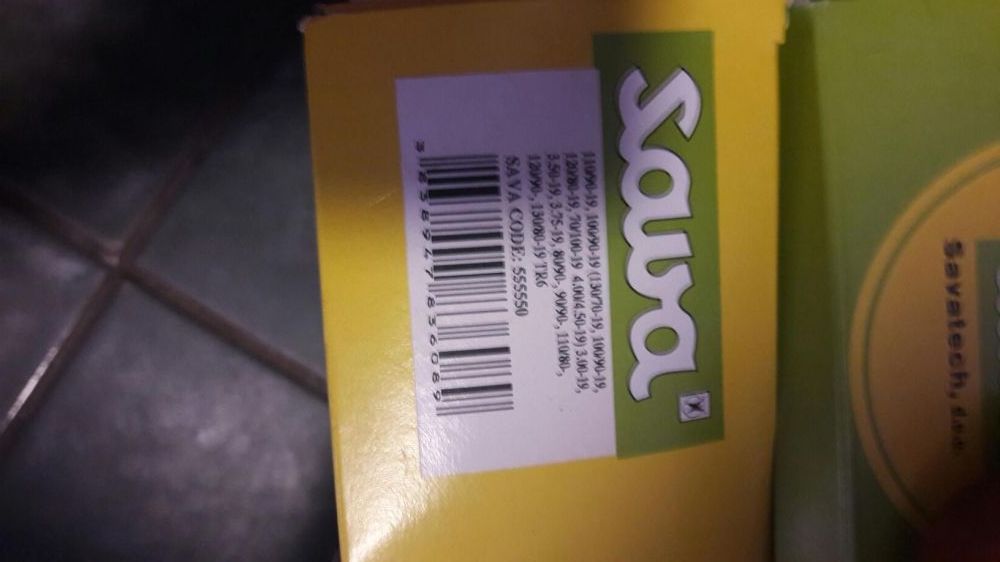 Sava
110/90-19, 100/90-19 (130/70-19, 100/90-19,
120/80-19, 70/100-19 4.00/4.50-19) 3.00-19,
3.50-19, 3.75-19, 80/90-, 90/90-, 110/80-,
120/90-, 130/80-19 TR6
SAVA CODE: 555550
3 838947 836089
Savatech, d.o.o.